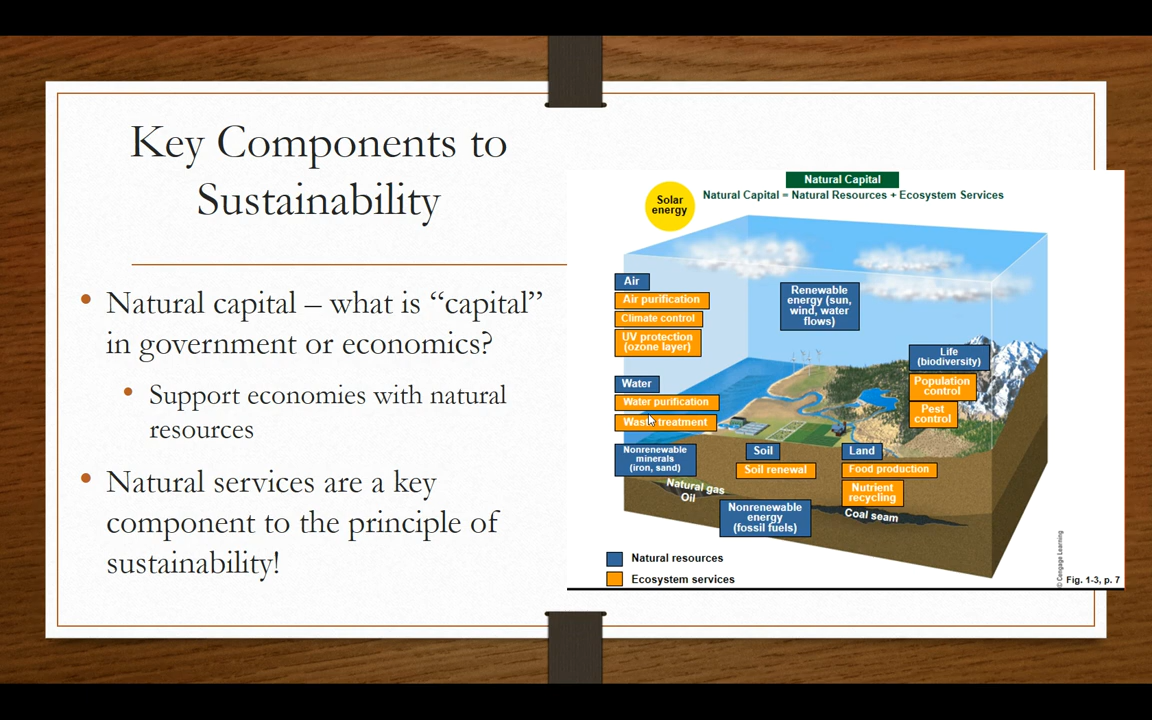 Key Components to
Sustainability
• Natural capital – what is “capital”
in government or economics?
• Support economies with natural
resources
• Natural services are a key
component to the principle of
sustainability!
Natural Capital
Natural Capital = Natural Resources + Ecosystem Services
Solar
energy
Air
Air purification
Climate control
UV protection
(ozone layer)
Renewable
energy (sun,
wind, water
flows)
Life
(biodiversity)
Population
control
Pest
control
Water
Water purification
Waste treatment
Nonrenewable
minerals
(iron, sand)
Soil
Soil renewal
Land
Food production
Nutrient
recycling
Natural gas
Oil
Nonrenewable
energy
(fossil fuels)
Coal seam
Natural resources
Ecosystem services
© Cengage Learning
Fig. 1-3, p. 7